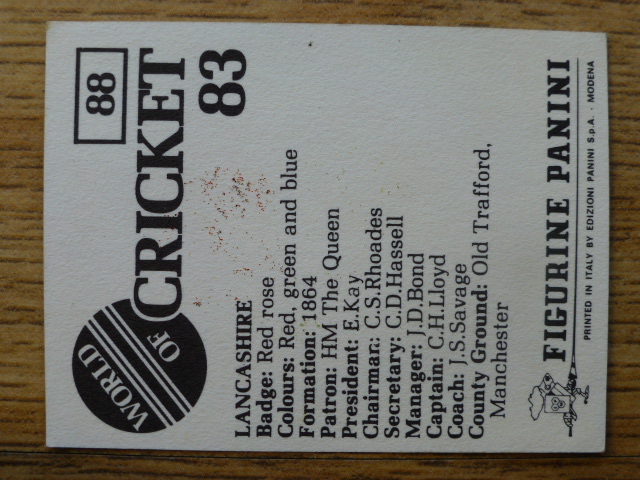 88
WORLD
OF
CRICKET
83
LANCASHIRE
Badge: Red rose
Colours: Red, green and blue
Formation: 1864
Patron: HM The Queen
President: E.Kay
Chairmar: C.S.Rhoades
Secretary: C.D.Hassell
Manager: J.D.Bond
Captain: C.H.Lloyd
Coach: J.S.Savage
County Ground: Old Trafford,
Manchester
FIGURINE PANINI
PRINTED IN ITALY BY EDIZIONI PANINI S.p.A. - MODENA